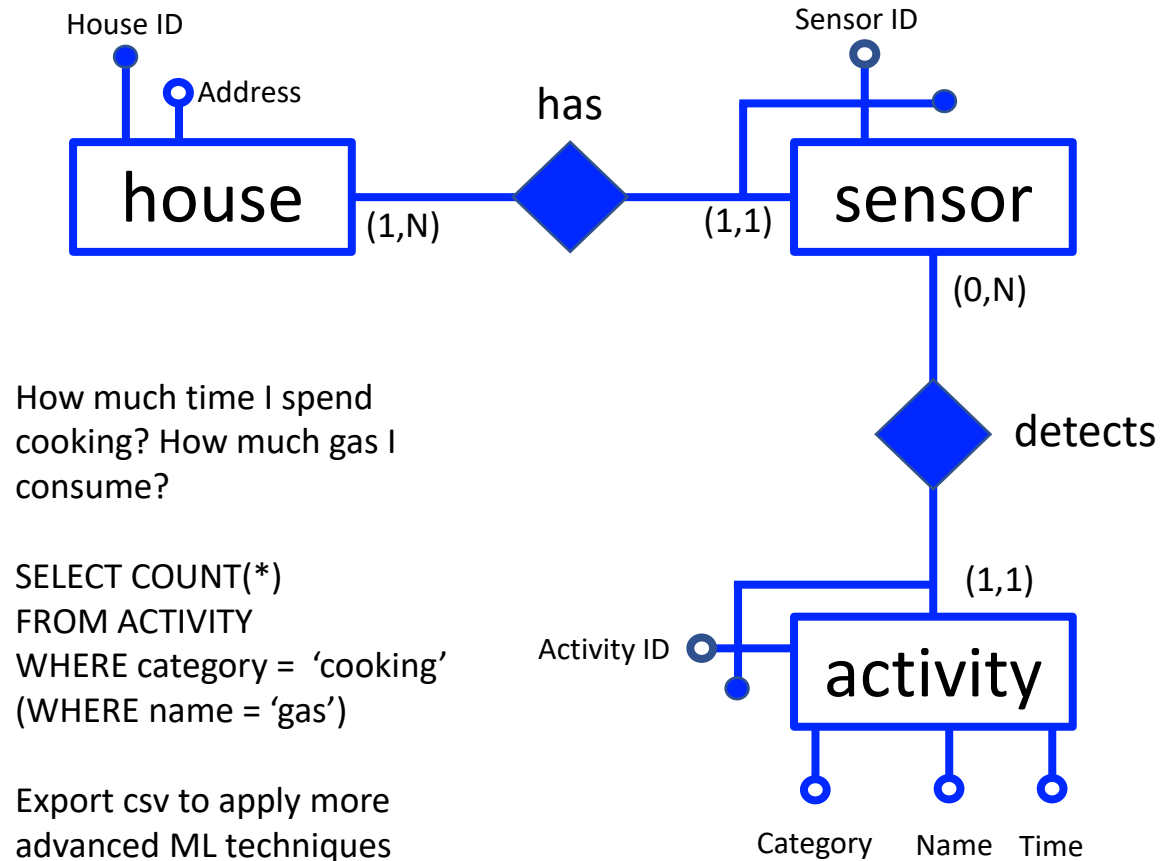 House ID
Sensor ID
Address
has
house
sensor
(1,N)
(1,1)
(0,N)
How much time I spend
cooking? How much gas I
consume?
detects
SELECT COUNT(*)
FROM ACTIVITY
WHERE category =  ‘cooking’
(WHERE name = ‘gas’)
(1,1)
Activity ID
activity
Export csv to apply more
advanced ML techniques
Category
Name
Time